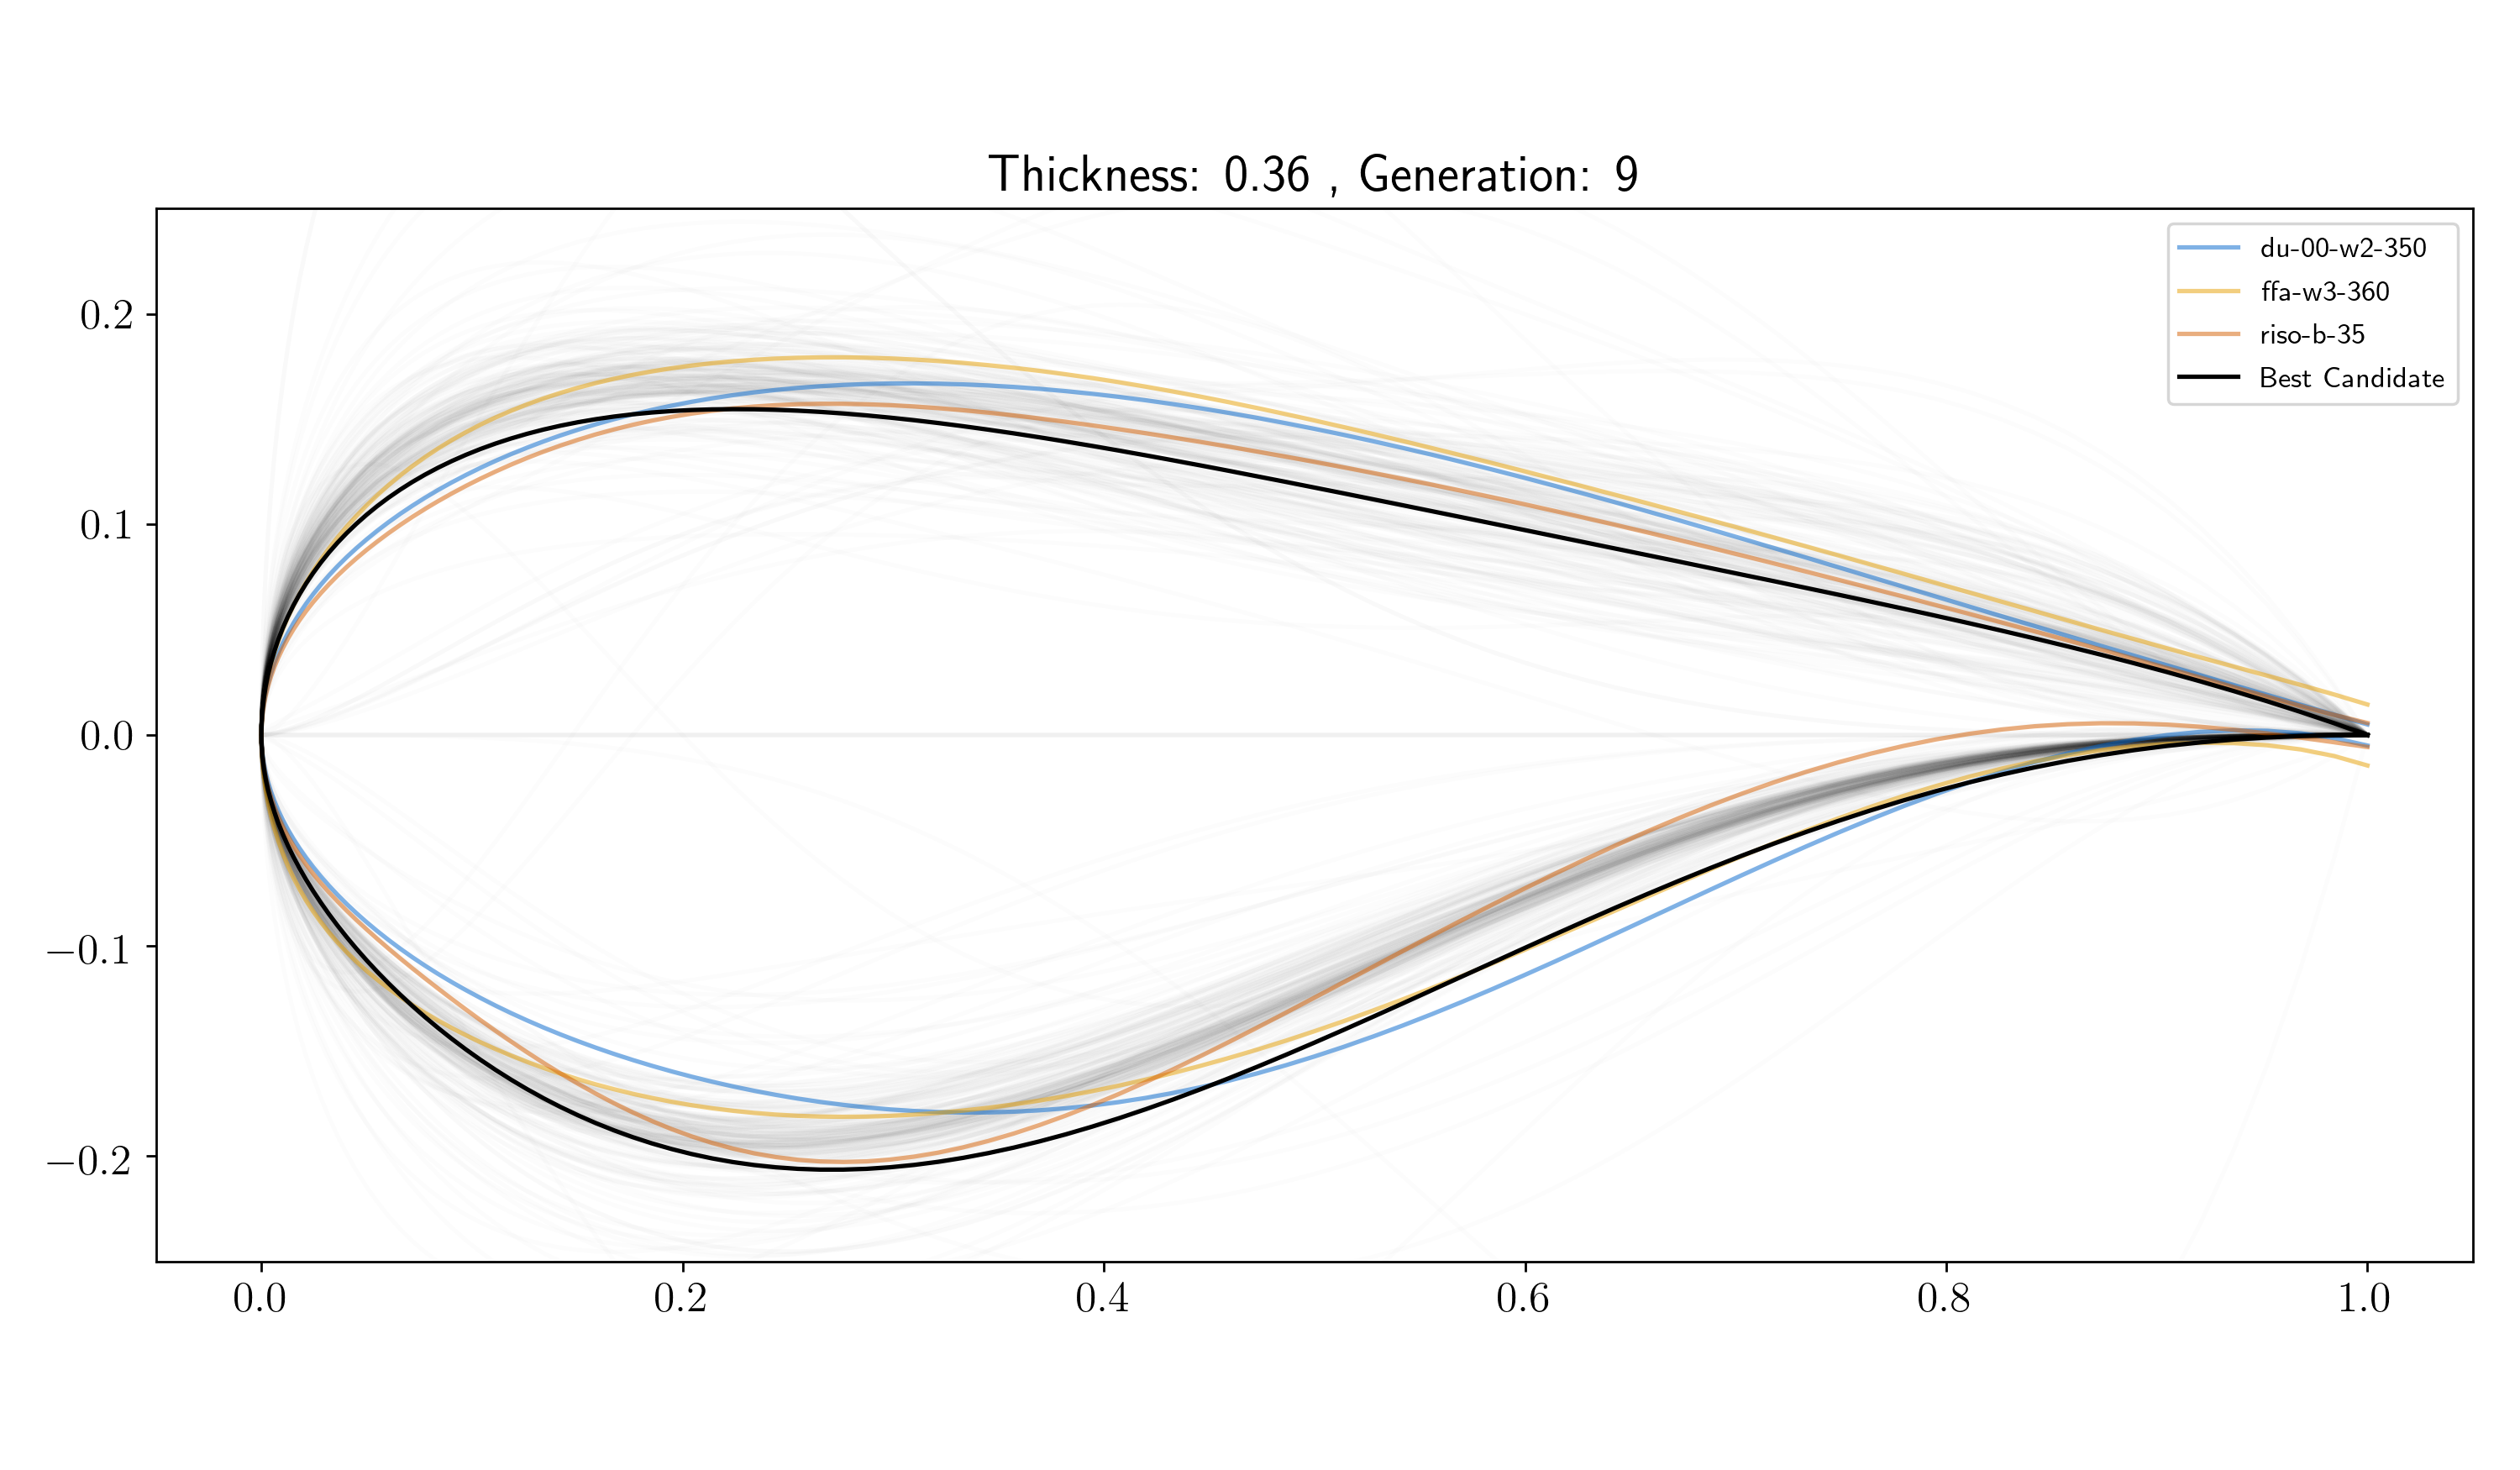 Thickness: 0.36 , Generation: 9
du-00-w2-350
ffa-w3-360
riso-b-35
Best Candidate
0.2
0.1
0.0
−0.1
−0.2
0.0 0.2 0.4 0.6 0.8 1.0